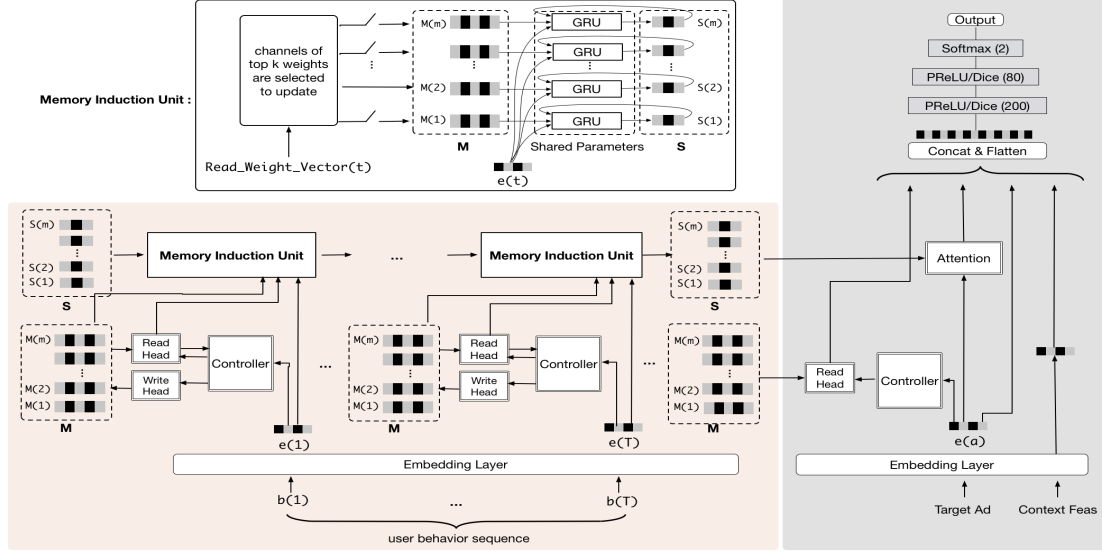 Memory Induction Unit :
channels of
top k weights
are selected
to update
Read_Weight_Vector(t)
M(m)
M(2)
M(1)
M
GRU
GRU
GRU
GRU
Shared Parameters
e(t)
S(m)
S(2)
S(1)
S
S(m)
S(2)
S(1)
S
Memory Induction Unit
...
Memory Induction Unit
S(m)
S(2)
S(1)
S
M(m)
M(2)
M(1)
M
Read
Head
Write
Head
Controller
e(1)
...
M(m)
M(2)
M(1)
M
Read
Head
Write
Head
Controller
e(T)
...
M(m)
M(2)
M(1)
M
Embedding Layer
b(1)
...
b(T)
user behavior sequence
Output
Softmax (2)
PReLU/Dice (80)
PReLU/Dice (200)
Concat & Flatten
Attention
Read
Head
Controller
e(a)
Embedding Layer
Target Ad
Context Feas